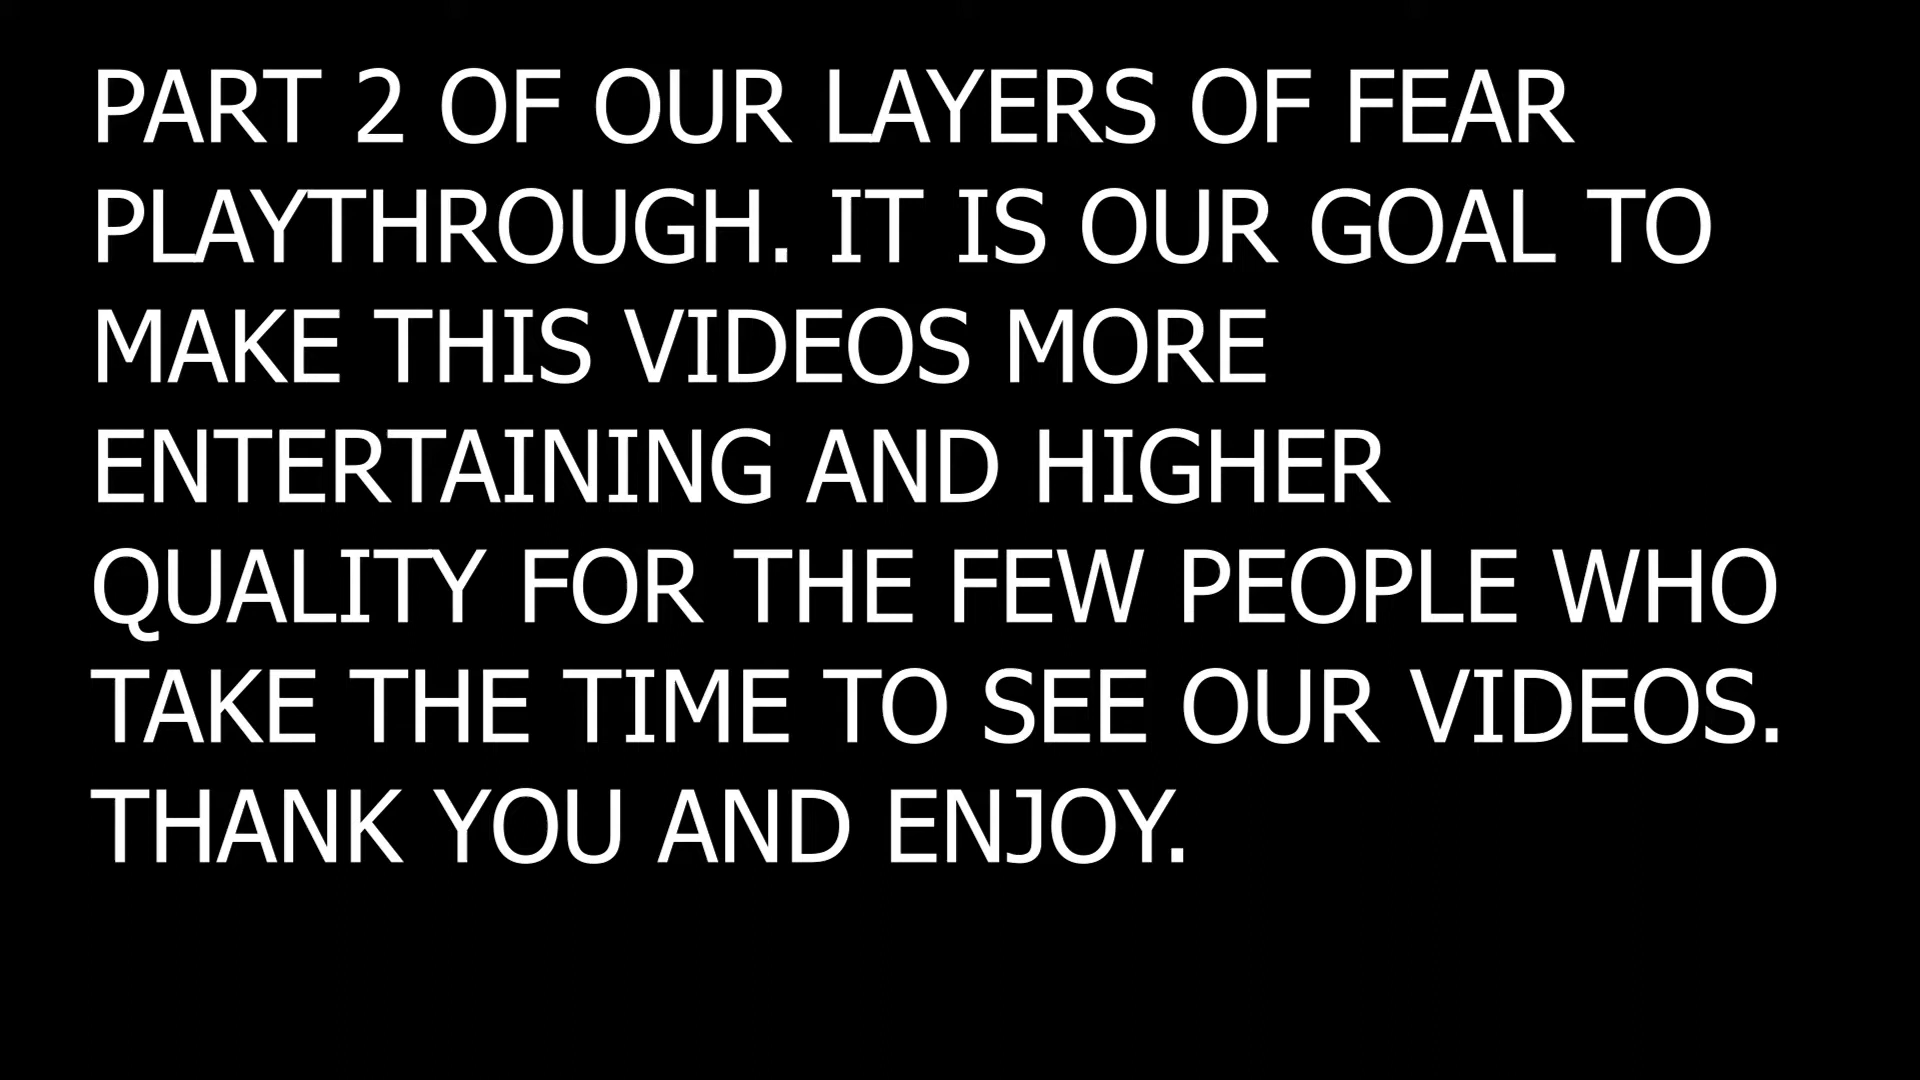 PART 2 OF OUR LAYERS OF FEAR
PLAYTHROUGH. IT IS OUR GOAL TO
MAKE THIS VIDEOS MORE
ENTERTAINING AND HIGHER
QUALITY FOR THE FEW PEOPLE WHO
TAKE THE TIME TO SEE OUR VIDEOS.
THANK YOU AND ENJOY.